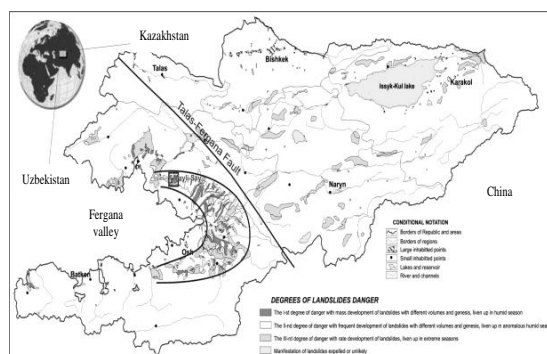 Kazakhstan
Talas
Bishkek
Issyk-Kul lake
Karakol
Talas-Fergana Fault
Uzbekistan
Naryn
China
Fergana
valley
Osh
Batken
CONDITIONAL NOTATION
Borders of Republic and areas
Borders of regions
Large inhabited points
Small inhabited points
Lakes and reservoir
River and channels
DEGREES OF LANDSLIDES DANGER
The I-st degree of danger with mass development of landslides with different volumes and genesis, liven up in humid season
The II-nd degree of danger with frequent development of landslides with different volumes and genesis, liven up in anomalous humid sea
The III-rd degree of danger with rate development of landslides, liven up in extreme seasons
Manifestation of landslides expelled or unlikely